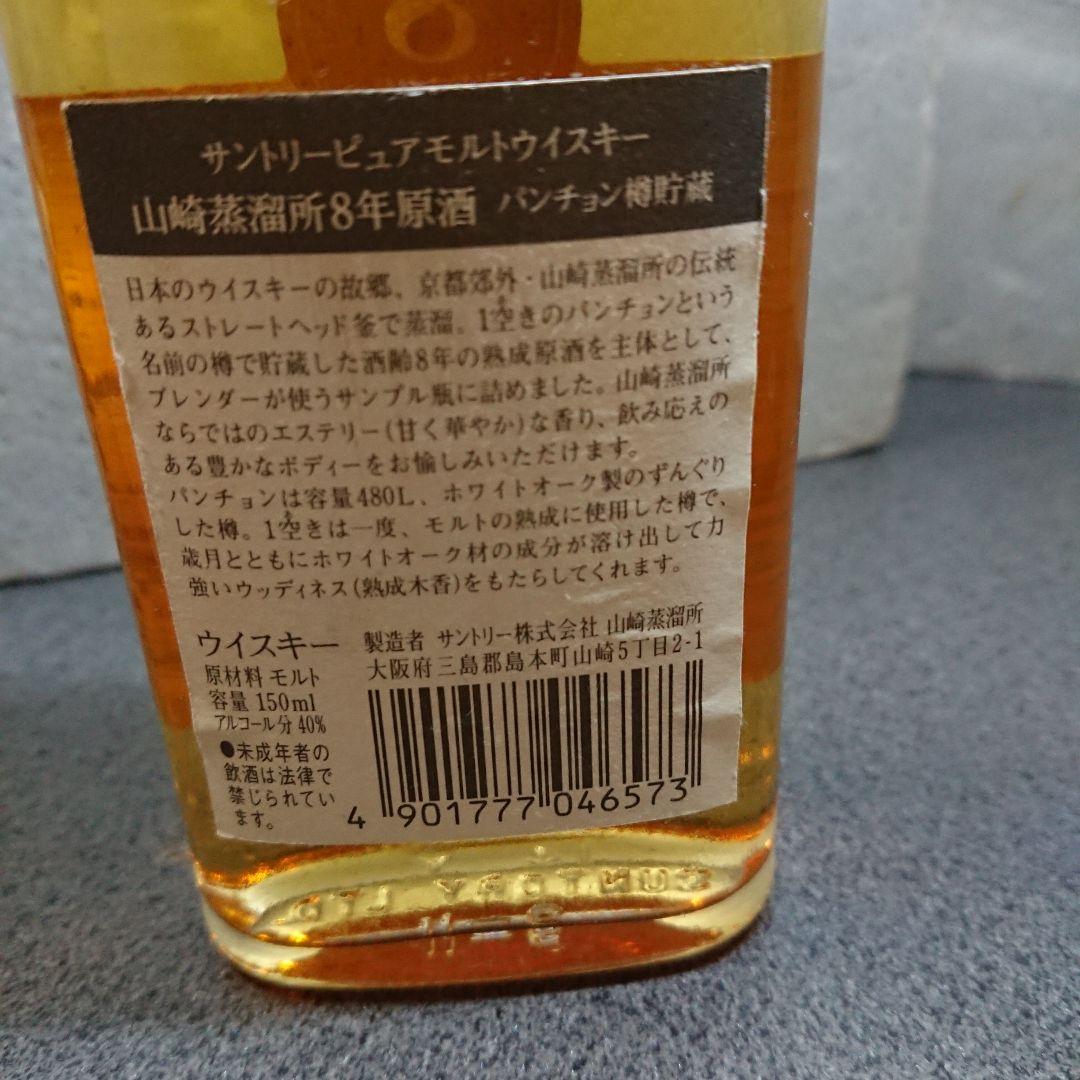 8
サントリーピュアモルトウイスキー
山崎蒸溜所8年原酒 パンチョン樽貯蔵
日本のウイスキーの故郷、京都郊外・山崎蒸溜所の伝統
あるストレートヘッド釜で蒸溜。1空きのパンチョンという
名前の樽で貯蔵した酒齢8年の熟成原酒を主体として、
ブレンダーが使うサンプル瓶に詰めました。山崎蒸溜所
ならではのエステリー(甘く華やか)な香り、飲み応えの
ある豊かなボディーをお愉しみいただけます。
パンチョンは容量480L、ホワイトオーク製のずんぐり
した樽。1空きは一度、モルトの熟成に使用した樽で、
歳月とともにホワイトオーク材の成分が溶け出して力
強いウッディネス(熟成木香)をもたらしてくれます。
ウイスキー
原材料 モルト
容量 150ml
アルコール分 40%
●未成年者の
飲酒は法律で
禁じられてい
ます。
製造者 サントリー株式会社 山崎蒸溜所
大阪府三島郡島本町山崎5丁目2-1
4 901777 046573
SUNTORY LTD